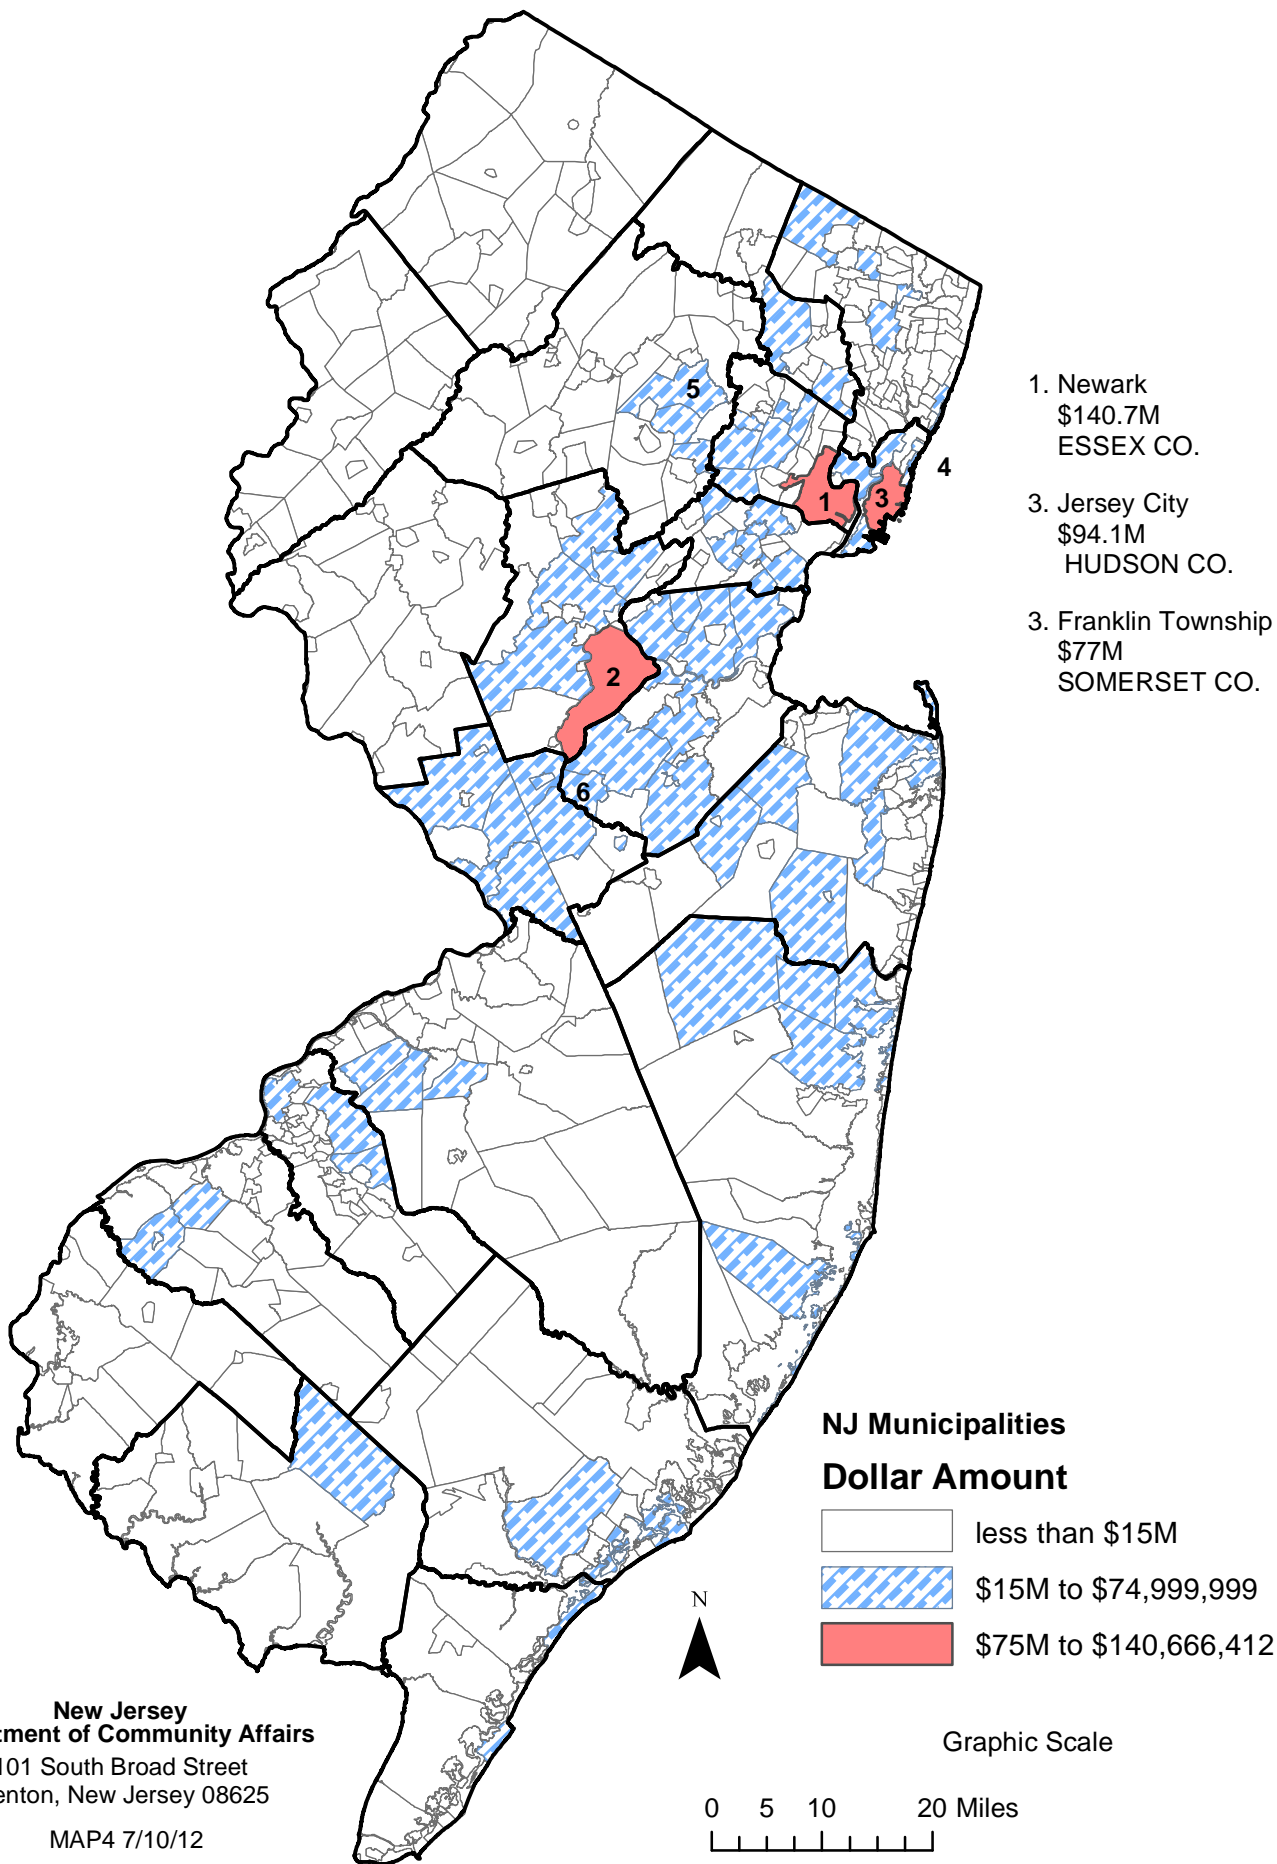 5
4
1
3
2
6
1. Newark
$140.7M
ESSEX CO.
3. Jersey City
$94.1M
HUDSON CO.
3. Franklin Township
$77M
SOMERSET CO.
NJ Municipalities
Dollar Amount
less than $15M
$15M to $74,999,999
$75M to $140,666,412
N
New Jersey
tment of Community Affairs
101 South Broad Street
enton, New Jersey 08625
MAP4 7/10/12
Graphic Scale
0 5 10 20 Miles